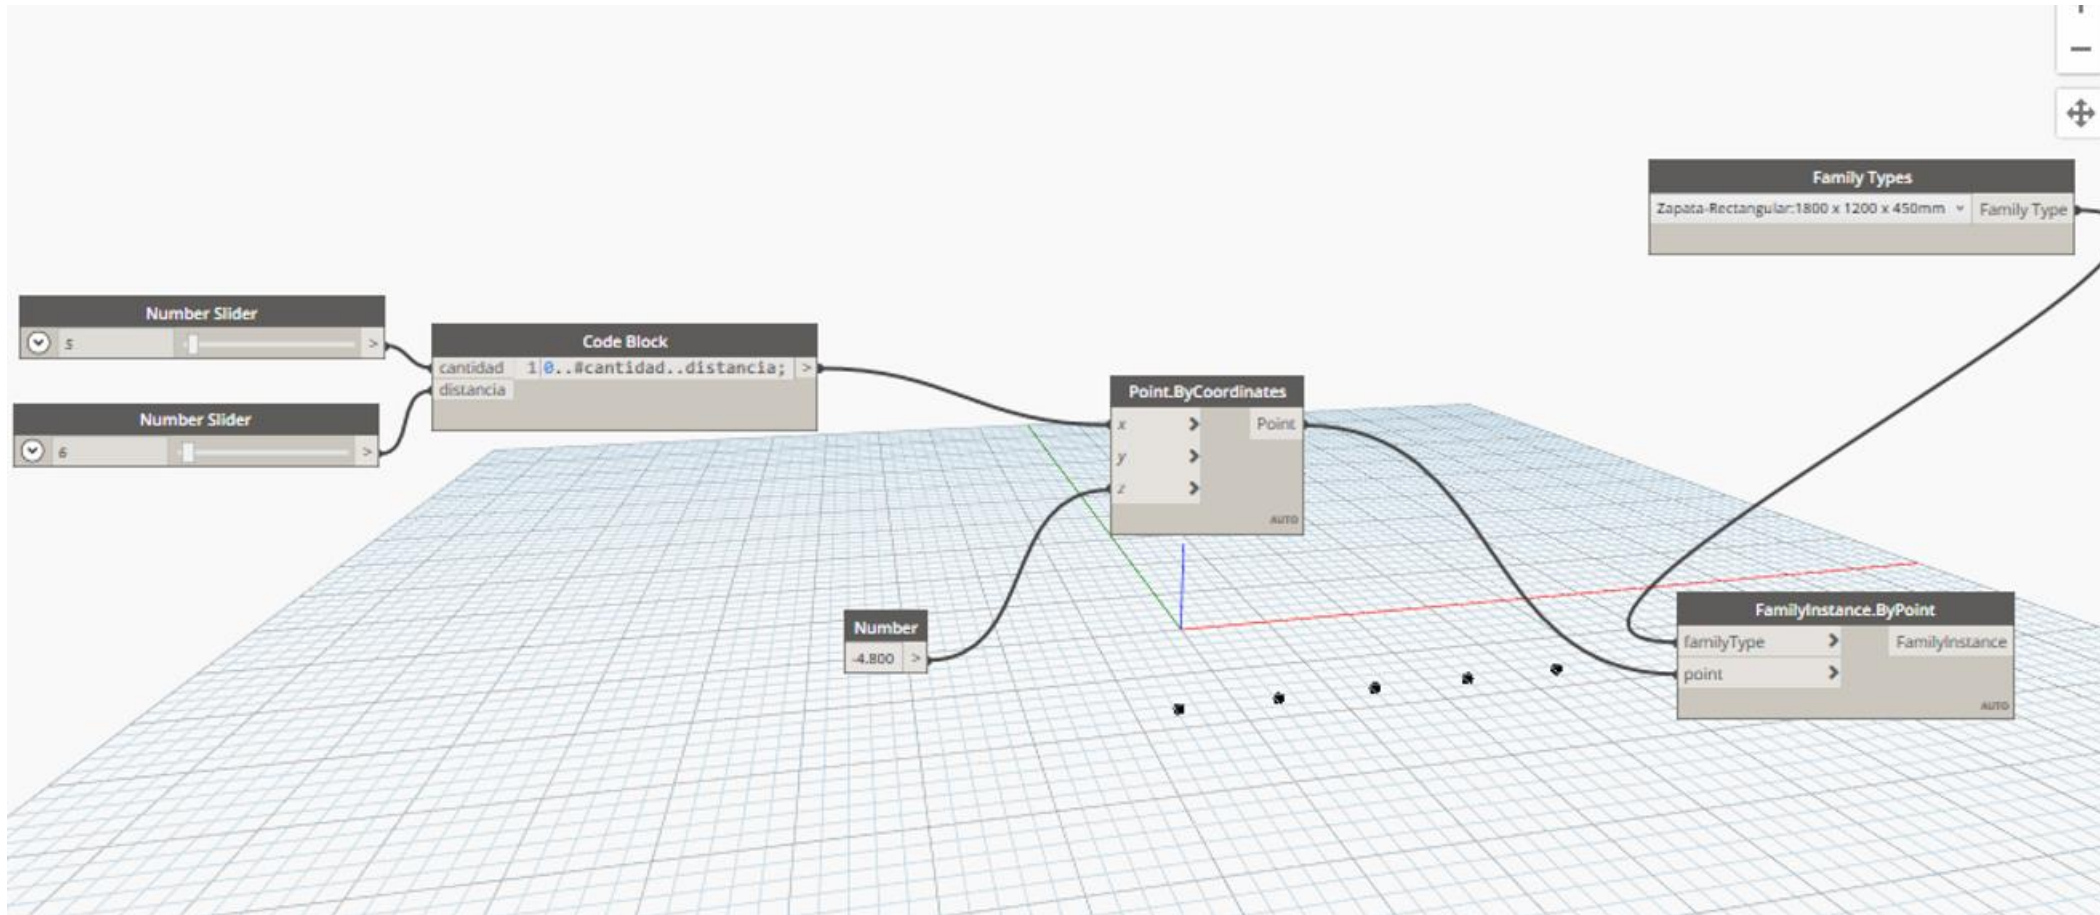 Number Slider
5 >
Number Slider
6 >
Code Block
cantidad 1 0..#cantidad..distancia; >
distancia
Point.ByCoordinates
x > Point
y >
z >
AUTO
Number
-4.800 >
Family Types
Zapata-Rectangular:1800 x 1200 x 450mm Family Type
FamilyInstance.ByPoint
familyType > FamilyInstance
point >
AUTO